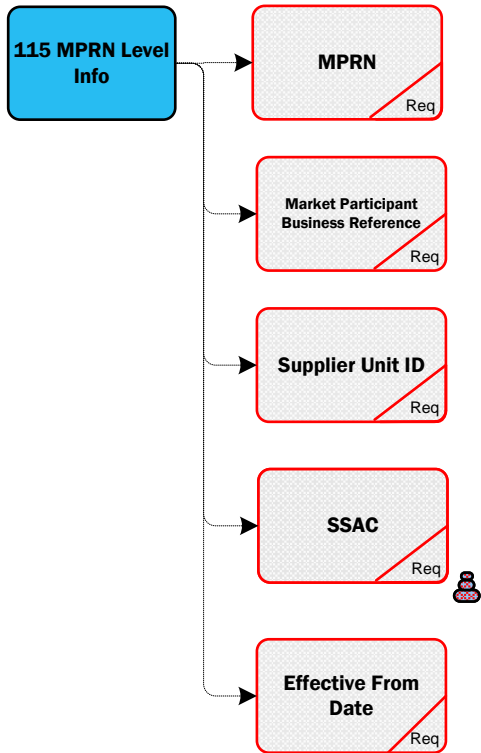 115 MPRN Level
Info
MPRN
Req
Market Participant
Business Reference
Req
Supplier Unit ID
Req
SSAC
Req
Effective From
Date
Req